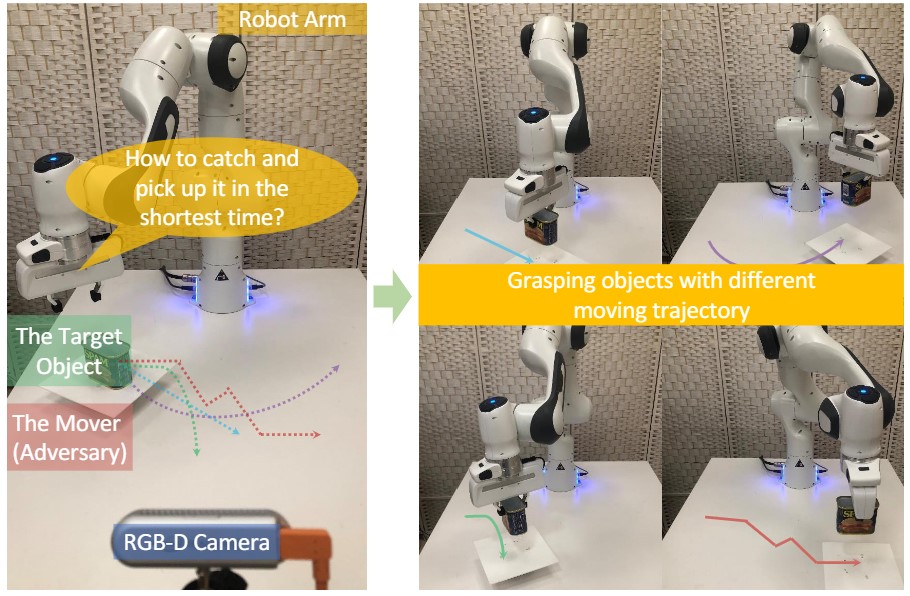 Robot Arm
How to catch and
pick up it in the
shortest time?
The Target
Object
The Mover
(Adversary)
RGB-D Camera
Grasping objects with different
moving trajectory